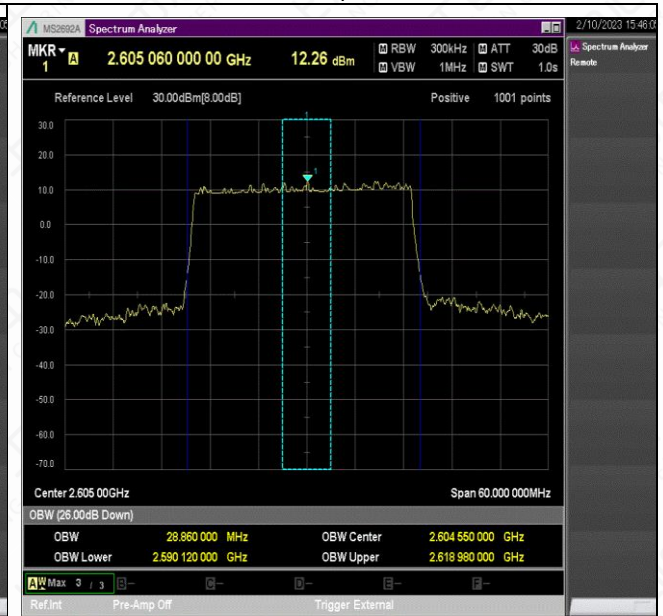 MS2692A Spectrum Analyzer
2/10/2023 15:46:0
MKR 1 A 2.605 060 000 00 GHz 12.26 dBm
M RBW 300kHz M ATT 30dB
M VBW 1MHz M SWT 1.0s
Spectrum Analyzer
Remote
Reference Level 30.00dBm[8.00dB] Positive 1001 points
1
30.0
20.0
1
10.0
0.0
-10.0
-20.0
-30.0
-40.0
-50.0
-60.0
-70.0
Center 2.605 00GHz Span 60.000 000MHz
OBW (26.00dB Down)
OBW 28.860 000 MHz OBW Center 2.604 550 000 GHz
OBW Lower 2.590 120 000 GHz OBW Upper 2.618 980 000 GHz
A W Max 3 / 3 B- C- D- E- F-
Ref.Int Pre-Amp Off Trigger External